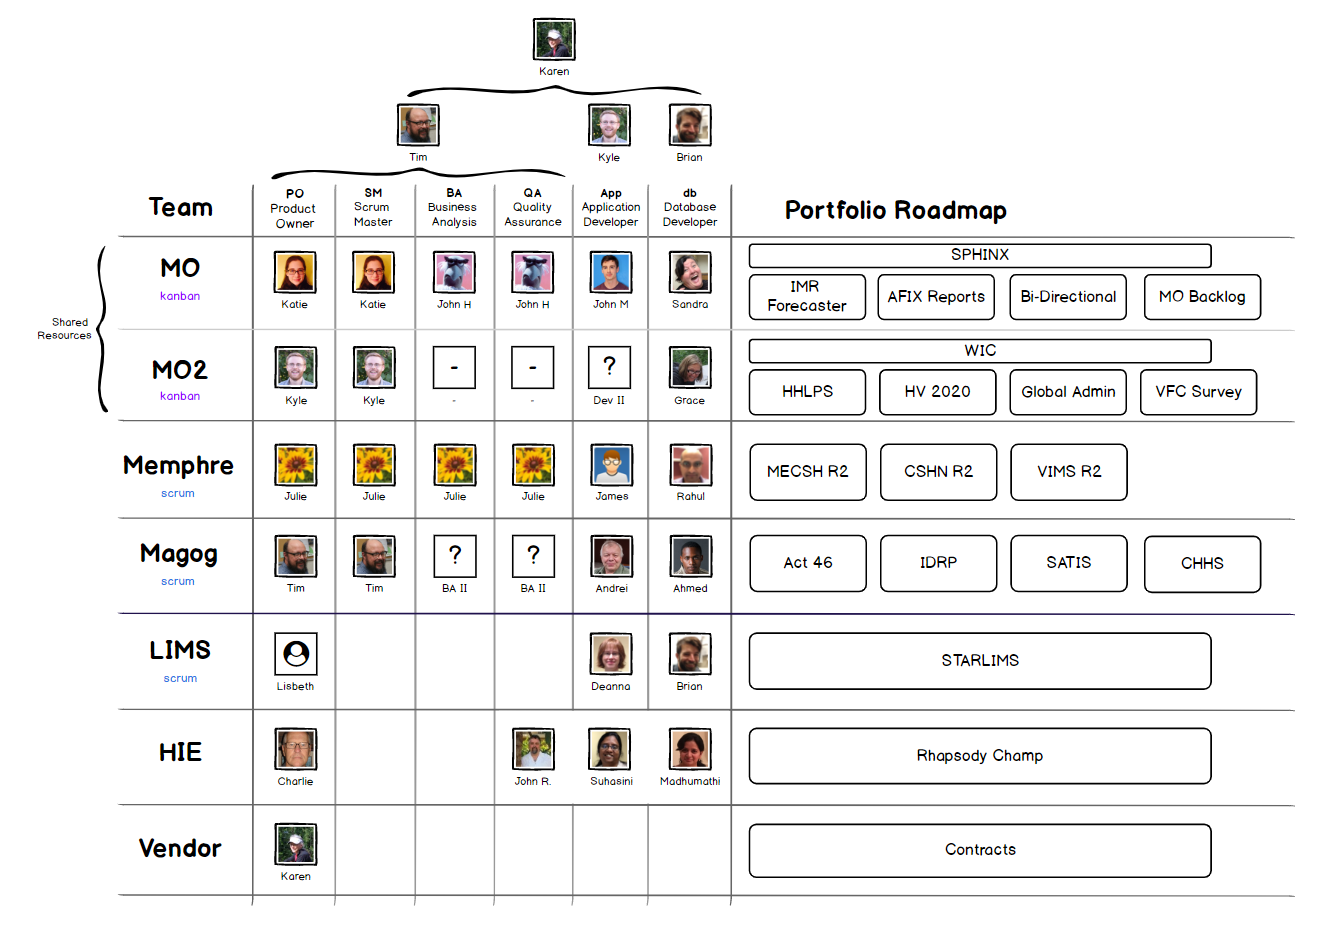 Karen
Tim
Kyle
Brian
Team
PO
Product
Owner
SM
Scrum
Master
BA
Business
Analysis
QA
Quality
Assurance
App
Application
Developer
db
Database
Developer
Portfolio Roadmap
Shared
Resources
MO
kanban
Katie
Katie
John H
John H
John M
Sandra
SPHINX
IMR
Forecaster
AFIX Reports
Bi-Directional
MO Backlog
MO2
kanban
Kyle
Kyle
-
-
-
-
?
Dev II
Grace
WIC
HHLPS
HV 2020
Global Admin
VFC Survey
Memphre
scrum
Julie
Julie
Julie
Julie
James
Rahul
MECSH R2
CSHN R2
VIMS R2
Magog
scrum
Tim
Tim
?
BA II
?
BA II
Andrei
Ahmed
Act 46
IDRP
SATIS
CHHS
LIMS
scrum
Lisbeth
Deanna
Brian
STARLIMS
HIE
Charlie
John R.
Suhasini
Madhumathi
Rhapsody Champ
Vendor
Karen
Contracts